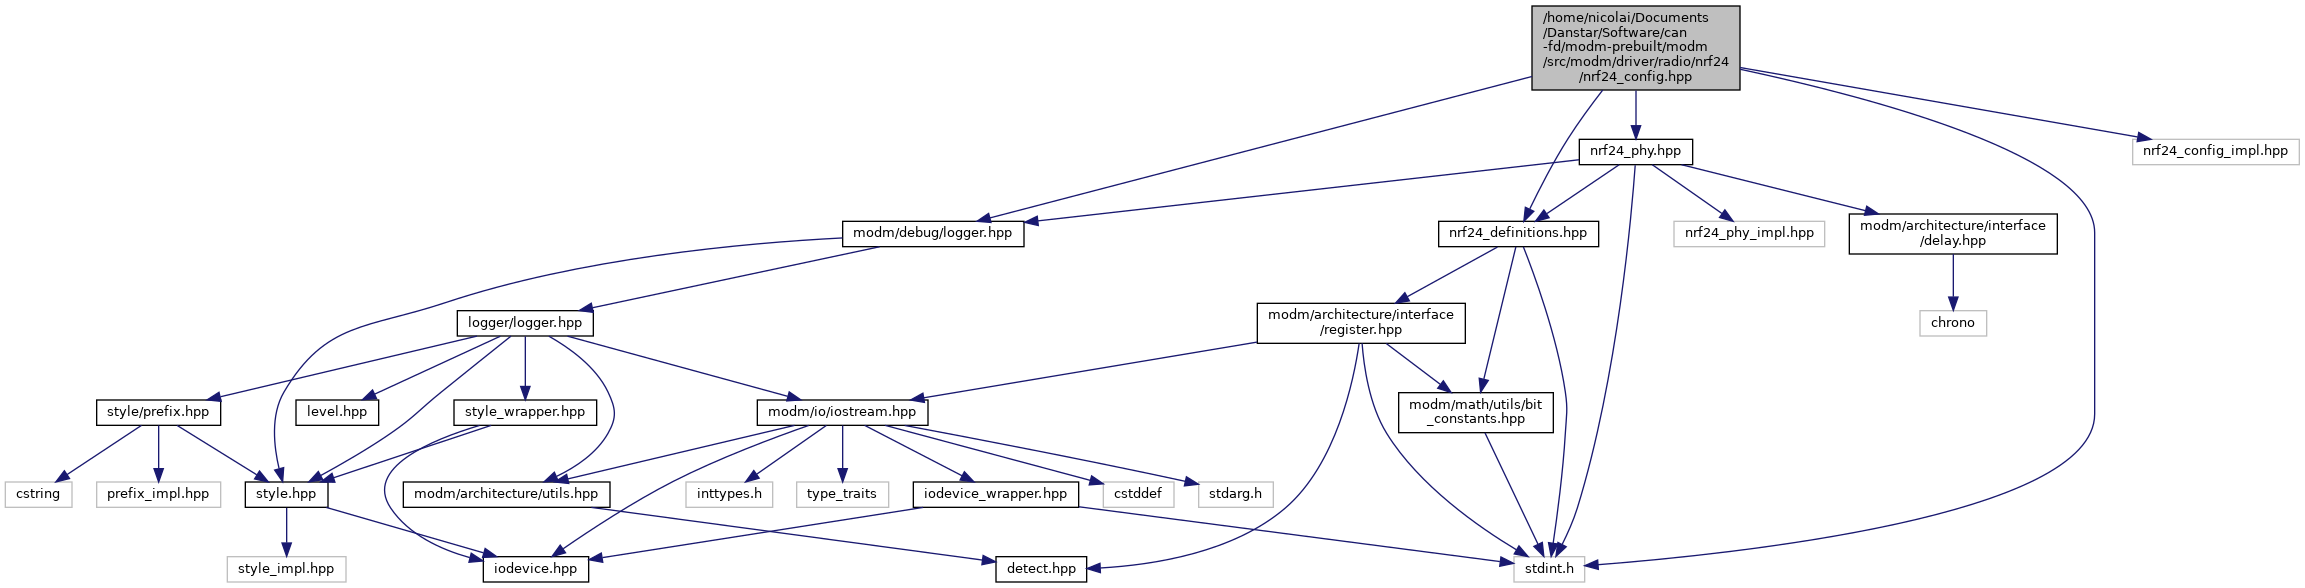 /home/nicolai/Documents
/Danstar/Software/can
-fd/modm-prebuilt/modm
/src/modm/driver/radio/nrf24
/nrf24_config.hpp
nrf24_phy.hpp
nrf24_config_impl.hpp
modm/debug/logger.hpp
nrf24_definitions.hpp
nrf24_phy_impl.hpp
modm/architecture/interface
/delay.hpp
logger/logger.hpp
modm/architecture/interface
/register.hpp
chrono
style/prefix.hpp
level.hpp
style_wrapper.hpp
modm/io/iostream.hpp
modm/math/utils/bit
_constants.hpp
cstring
prefix_impl.hpp
style.hpp
modm/architecture/utils.hpp
inttypes.h
type_traits
iodevice_wrapper.hpp
cstddef
stdarg.h
style_impl.hpp
iodevice.hpp
detect.hpp
stdint.h